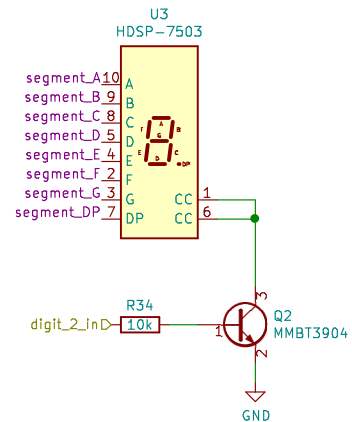 U3
HDSP-7503
segment_A 10 A
segment_B 9 B
segment_C 8 C
segment_D 5 D
segment_E 4 E
segment_F 2 F
segment_G 3 G CC 1
segment_DP 7 DP CC 6
A
F B
G
E C
D DP
3
R34
digit_2_in 10k 1
Q2
MMBT3904
2
GND